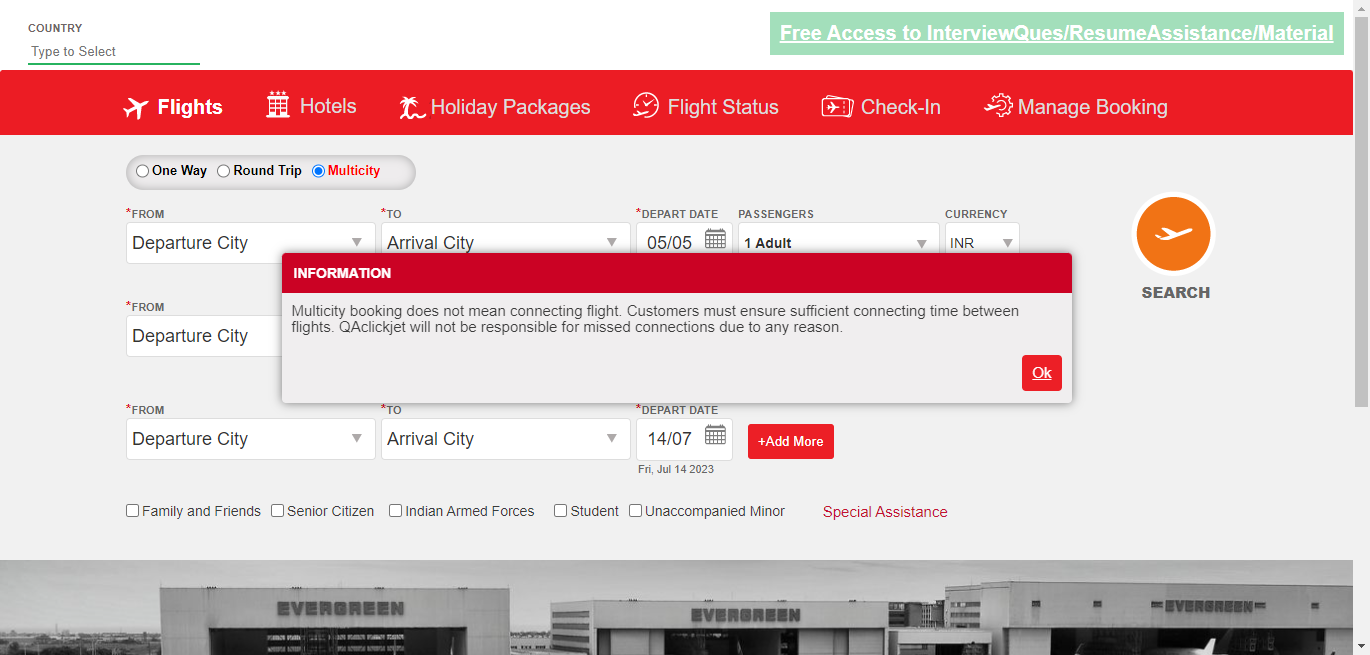 COUNTRY
Type to Select
Free Access to InterviewQues/ResumeAssistance/Material
Flights Hotels Holiday Packages Flight Status Check-In Manage Booking
One Way Round Trip Multicity
*FROM *TO *DEPART DATE PASSENGERS CURRENCY
Departure City Arrival City 05/05 1 Adult INR
SEARCH
INFORMATION
Multicity booking does not mean connecting flight. Customers must ensure sufficient connecting time between
flights. QAclickjet will not be responsible for missed connections due to any reason.
Ok
*FROM
Departure City
*FROM *TO *DEPART DATE
Departure City Arrival City 14/07 +Add More
Fri, Jul 14 2023
Family and Friends Senior Citizen Indian Armed Forces Student Unaccompanied Minor Special Assistance
EVERGREEN EVERGREEN EVERGREEN